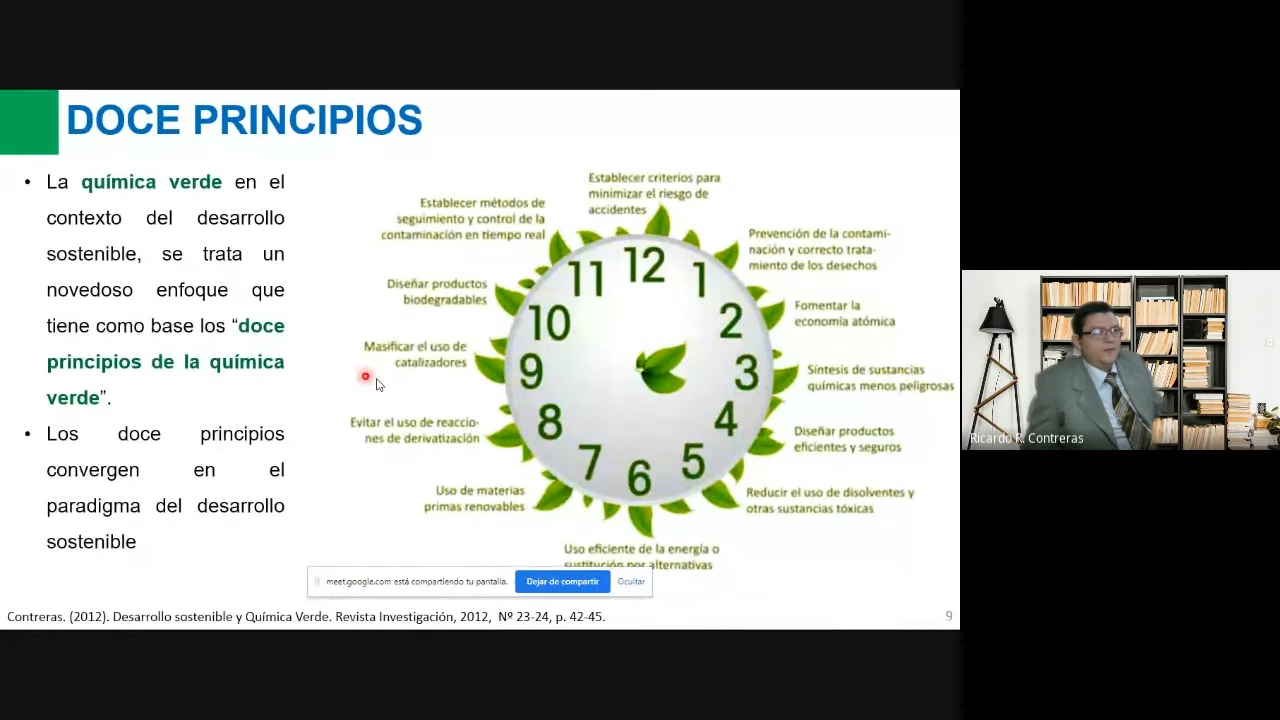 DOCE PRINCIPIOS
• La química verde en el
contexto del desarrollo
sostenible, se trata un
novedoso enfoque que
tiene como base los “doce
principios de la química
verde”.
• Los doce principios
convergen en el
paradigma del desarrollo
sostenible
Establecer criterios para
minimizar el riesgo de
accidentes
Prevención de la contami-
nación y correcto trata-
miento de los desechos
Fomentar la
economía atómica
Síntesis de sustancias
químicas menos peligrosas
Diseñar productos
eficientes y seguros
Reducir el uso de disolventes y
otras sustancias tóxicas
Uso eficiente de la energía o
sustitución por alternativas
Uso de materias
primas renovables
Evitar el uso de reaccio-
nes de derivatización
Masificar el uso de
catalizadores
Diseñar productos
biodegradables
Establecer métodos de
seguimiento y control de la
contaminación en tiempo real
12
1
2
3
4
5
6
7
8
9
10
11
meet.google.com está compartiendo tu pantalla.
Dejar de compartir
Ocultar
Contreras. (2012). Desarrollo sostenible y Química Verde. Revista Investigación, 2012, Nº 23-24, p. 42-45.
9
Ricardo R. Contreras